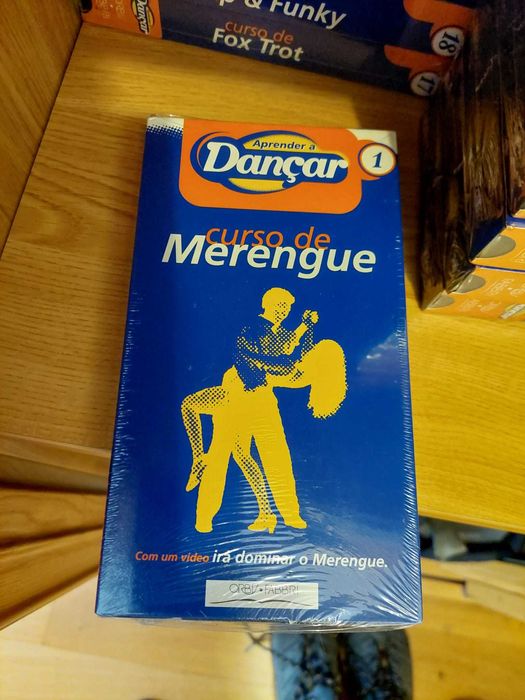 p & Funky
curso de
Fox Trot
18
17
Aprender a
Dançar
1
curso de
Merengue
Com um video irá dominar o Merengue.
ORBIS • FABBRI